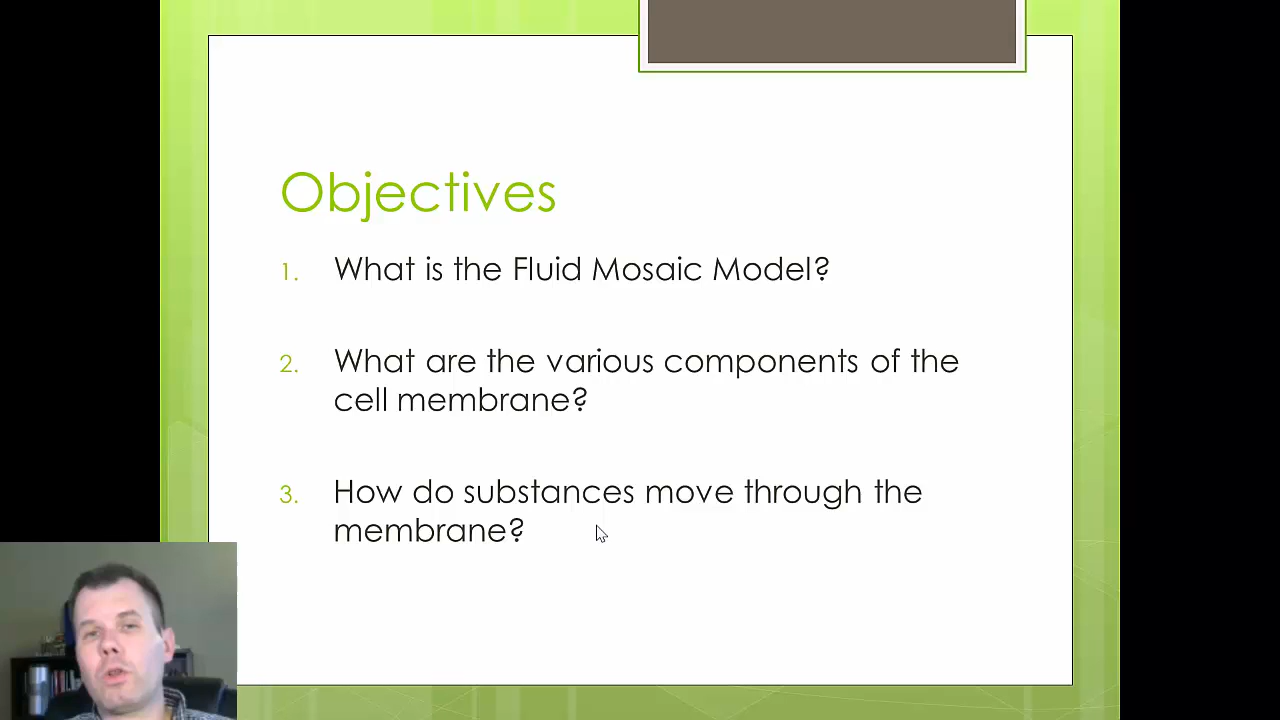 Objectives
1. What is the Fluid Mosaic Model?
2. What are the various components of the
cell membrane?
3. How do substances move through the
membrane?